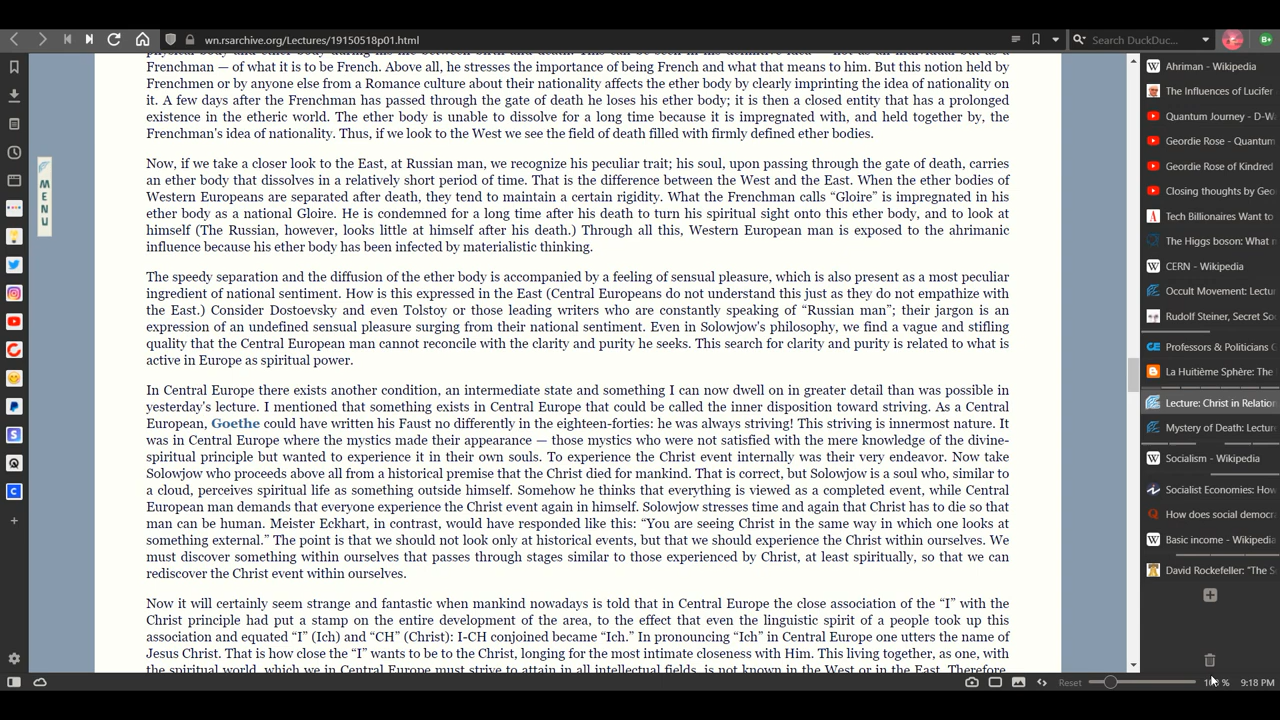 wn.rsarchive.org/Lectures/19150518p01.html
Search DuckDuc
B+
Frenchman — of what it is to be French. Above all, he stresses the importance of being French and what that means to him. But this notion held by
Frenchmen or by anyone else from a Romance culture about their nationality affects the ether body by clearly imprinting the idea of nationality on
it. A few days after the Frenchman has passed through the gate of death he loses his ether body; it is then a closed entity that has a prolonged
existence in the etheric world. The ether body is unable to dissolve for a long time because it is impregnated with, and held together by, the
Frenchman's idea of nationality. Thus, if we look to the West we see the field of death filled with firmly defined ether bodies.
MENU
Now, if we take a closer look to the East, at Russian man, we recognize his peculiar trait; his soul, upon passing through the gate of death, carries
an ether body that dissolves in a relatively short period of time. That is the difference between the West and the East. When the ether bodies of
Western Europeans are separated after death, they tend to maintain a certain rigidity. What the Frenchman calls “Gloire” is impregnated in his
ether body as a national Gloire. He is condemned for a long time after his death to turn his spiritual sight onto this ether body, and to look at
himself (The Russian, however, looks little at himself after his death.) Through all this, Western European man is exposed to the ahrimanic
influence because his ether body has been infected by materialistic thinking.
The speedy separation and the diffusion of the ether body is accompanied by a feeling of sensual pleasure, which is also present as a most peculiar
ingredient of national sentiment. How is this expressed in the East (Central Europeans do not understand this just as they do not empathize with
the East.) Consider Dostoevsky and even Tolstoy or those leading writers who are constantly speaking of “Russian man”; their jargon is an
expression of an undefined sensual pleasure surging from their national sentiment. Even in Solowjow's philosophy, we find a vague and stifling
quality that the Central European man cannot reconcile with the clarity and purity he seeks. This search for clarity and purity is related to what is
active in Europe as spiritual power.
In Central Europe there exists another condition, an intermediate state and something I can now dwell on in greater detail than was possible in
yesterday's lecture. I mentioned that something exists in Central Europe that could be called the inner disposition toward striving. As a Central
European, Goethe could have written his Faust no differently in the eighteen-forties: he was always striving! This striving is innermost nature. It
was in Central Europe where the mystics made their appearance — those mystics who were not satisfied with the mere knowledge of the divine-
spiritual principle but wanted to experience it in their own souls. To experience the Christ event internally was their very endeavor. Now take
Solowjow who proceeds above all from a historical premise that the Christ died for mankind. That is correct, but Solowjow is a soul who, similar to
a cloud, perceives spiritual life as something outside himself. Somehow he thinks that everything is viewed as a completed event, while Central
European man demands that everyone experience the Christ event again in himself. Solowjow stresses time and again that Christ has to die so that
man can be human. Meister Eckhart, in contrast, would have responded like this: “You are seeing Christ in the same way in which one looks at
something external.” The point is that we should not look only at historical events, but that we should experience the Christ within ourselves. We
must discover something within ourselves that passes through stages similar to those experienced by Christ, at least spiritually, so that we can
rediscover the Christ event within ourselves.
Now it will certainly seem strange and fantastic when mankind nowadays is told that in Central Europe the close association of the “I” with the
Christ principle had put a stamp on the entire development of the area, to the effect that even the linguistic spirit of a people took up this
association and equated “I” (Ich) and “CH” (Christ): I-CH conjoined became “Ich.” In pronouncing “Ich” in Central Europe one utters the name of
Jesus Christ. That is how close the “I” wants to be to the Christ, longing for the most intimate closeness with Him. This living together, as one, with
the spiritual world, which we in Central Europe must strive to attain in all intellectual fields, is not known in the West or in the East. Therefore,
Ahriman - Wikipedia
The Influences of Lucifer
Quantum Journey - D-W
Geordie Rose - Quantum
Geordie Rose of Kindred
Closing thoughts by Geo
Tech Billionaires Want to
The Higgs boson: What m
CERN - Wikipedia
Occult Movement: Lectu
Rudolf Steiner, Secret So
Professors & Politicians G
La Huitième Sphère: The
Lecture: Christ in Relation
Mystery of Death: Lectur
Socialism - Wikipedia
Socialist Economies: How
How does social democra
Basic income - Wikipedia
David Rockefeller: "The S
Reset
%
9:18 PM